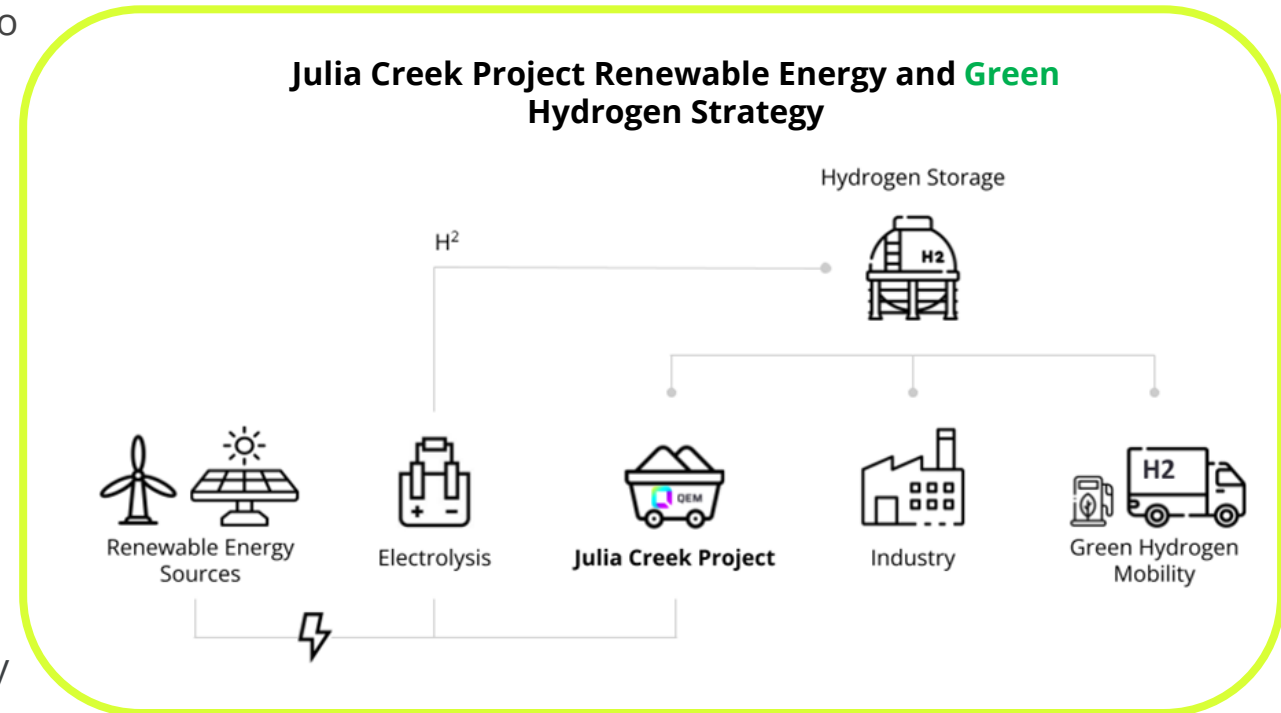 o
Julia Creek Project Renewable Energy and Green
Hydrogen Strategy
Hydrogen Storage
H²
H2
H2
QEM
+ −
Renewable Energy
Sources
Electrolysis
Julia Creek Project
Industry
Green Hydrogen
Mobility
y